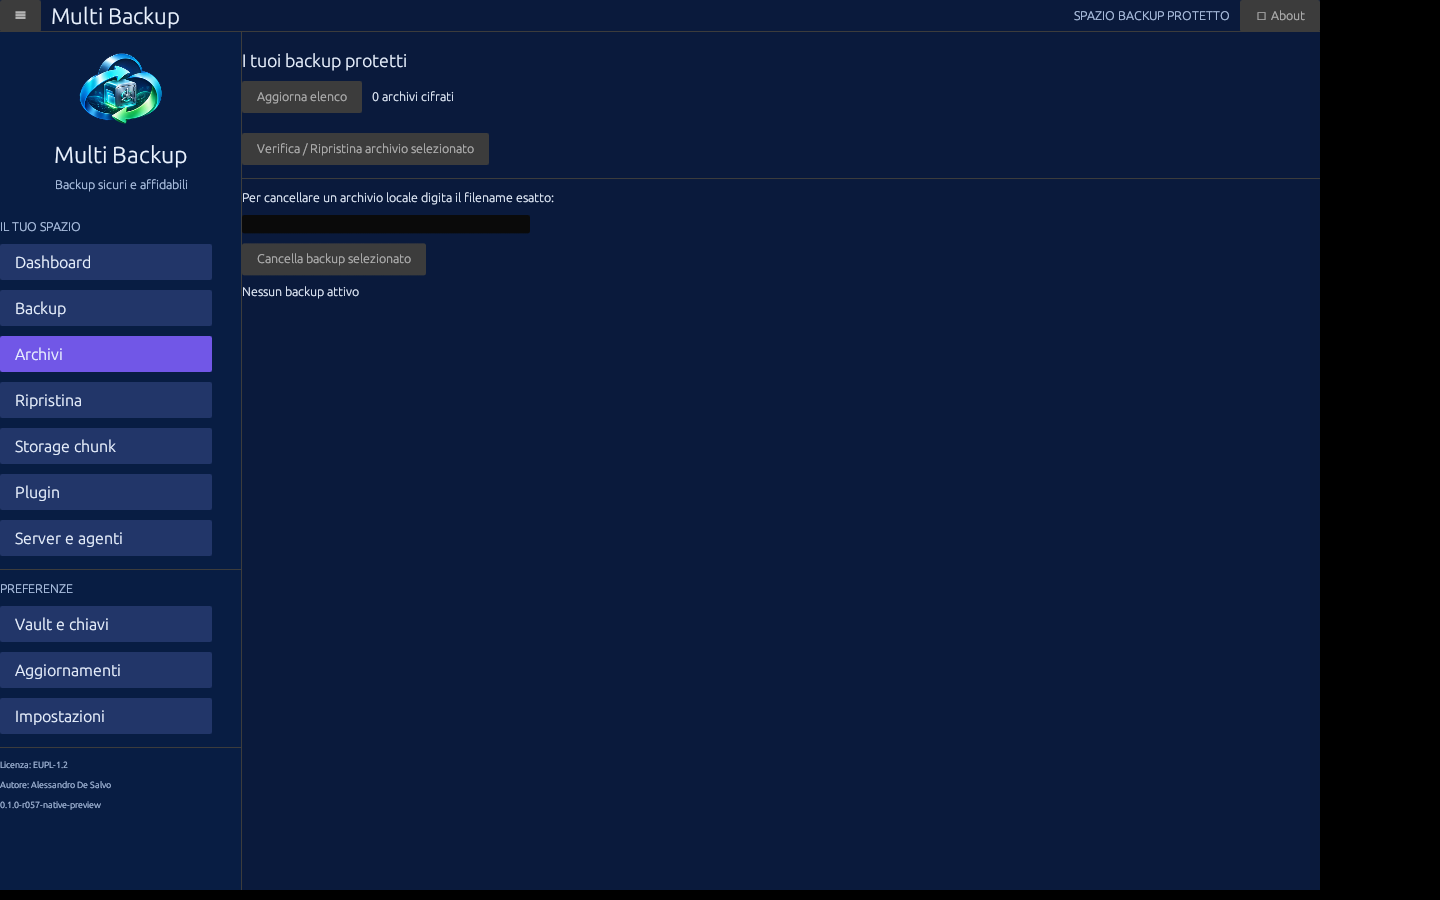 Multi Backup
SPAZIO BACKUP PROTETTO
About
Multi Backup
Backup sicuri e affidabili
IL TUO SPAZIO
Dashboard
Backup
Archivi
Ripristina
Storage chunk
Plugin
Server e agenti
PREFERENZE
Vault e chiavi
Aggiornamenti
Impostazioni
Licenza: EUPL-1.2
Autore: Alessandro De Salvo
0.1.0-r057-native-preview
I tuoi backup protetti
Aggiorna elenco
0 archivi cifrati
Verifica / Ripristina archivio selezionato
Per cancellare un archivio locale digita il filename esatto:
Cancella backup selezionato
Nessun backup attivo